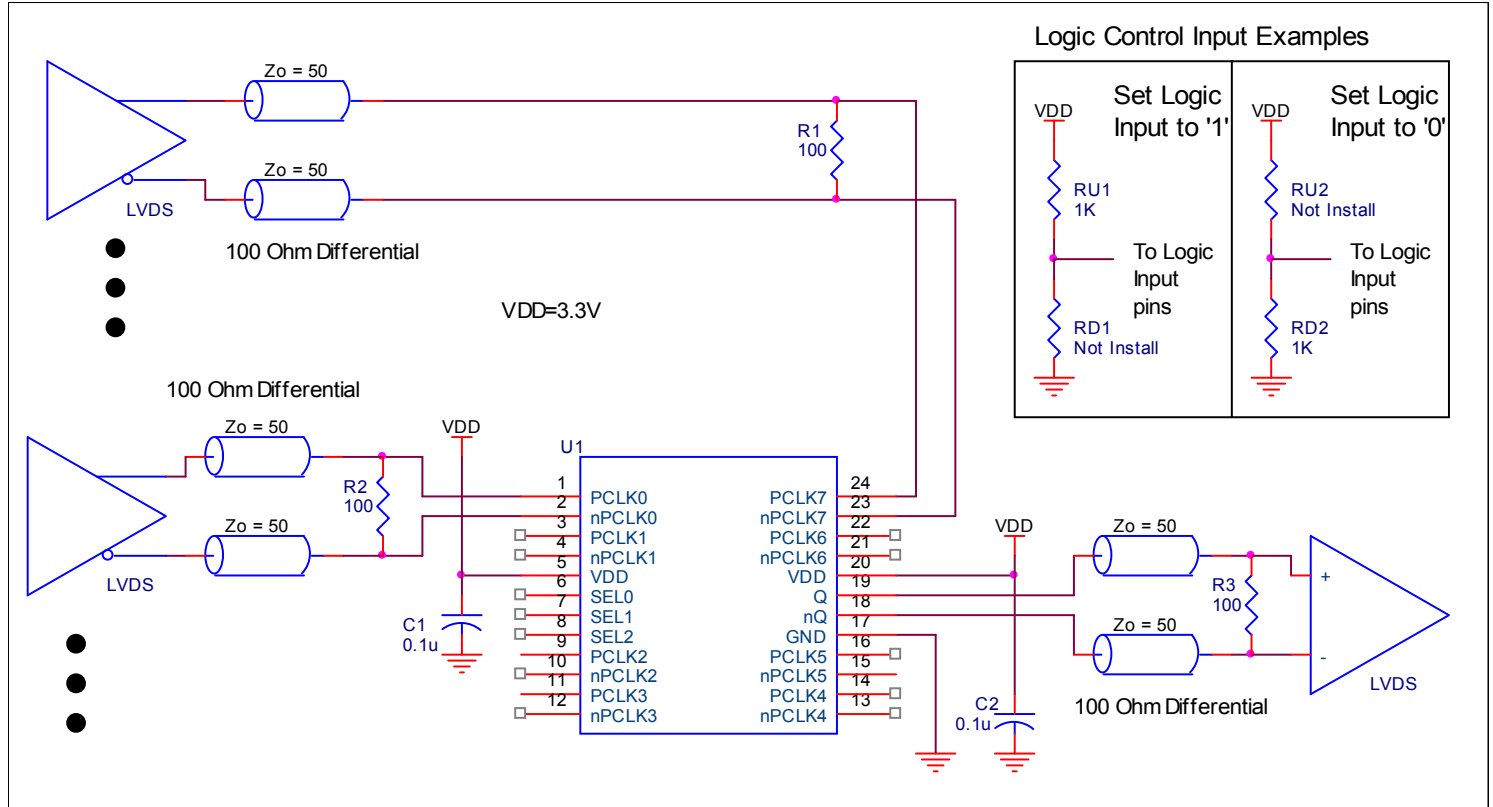 Logic Control Input Examples
Zo = 50
Zo = 50
LVDS
100 Ohm Differential
R1
100
VDD
Set Logic
Input to '1'
RU1
1K
To Logic
Input
pins
RD1
Not Install
VDD
Set Logic
Input to '0'
RU2
Not Install
To Logic
Input
pins
RD2
1K
VDD=3.3V
100 Ohm Differential
Zo = 50
Zo = 50
LVDS
R2
100
VDD
C1
0.1u
U1
1 PCLK0
2 nPCLK0
3 PCLK1
4 nPCLK1
5 VDD
6 SEL0
7 SEL1
8 SEL2
9 PCLK2
10 nPCLK2
11 PCLK3
12 nPCLK3
PCLK7 24
nPCLK7 23
PCLK6 22
nPCLK6 21
VDD 20
Q 19
nQ 18
GND 17
PCLK5 16
nPCLK5 15
PCLK4 14
nPCLK4 13
VDD
C2
0.1u
Zo = 50
Zo = 50
R3
100
+
-
LVDS
100 Ohm Differential